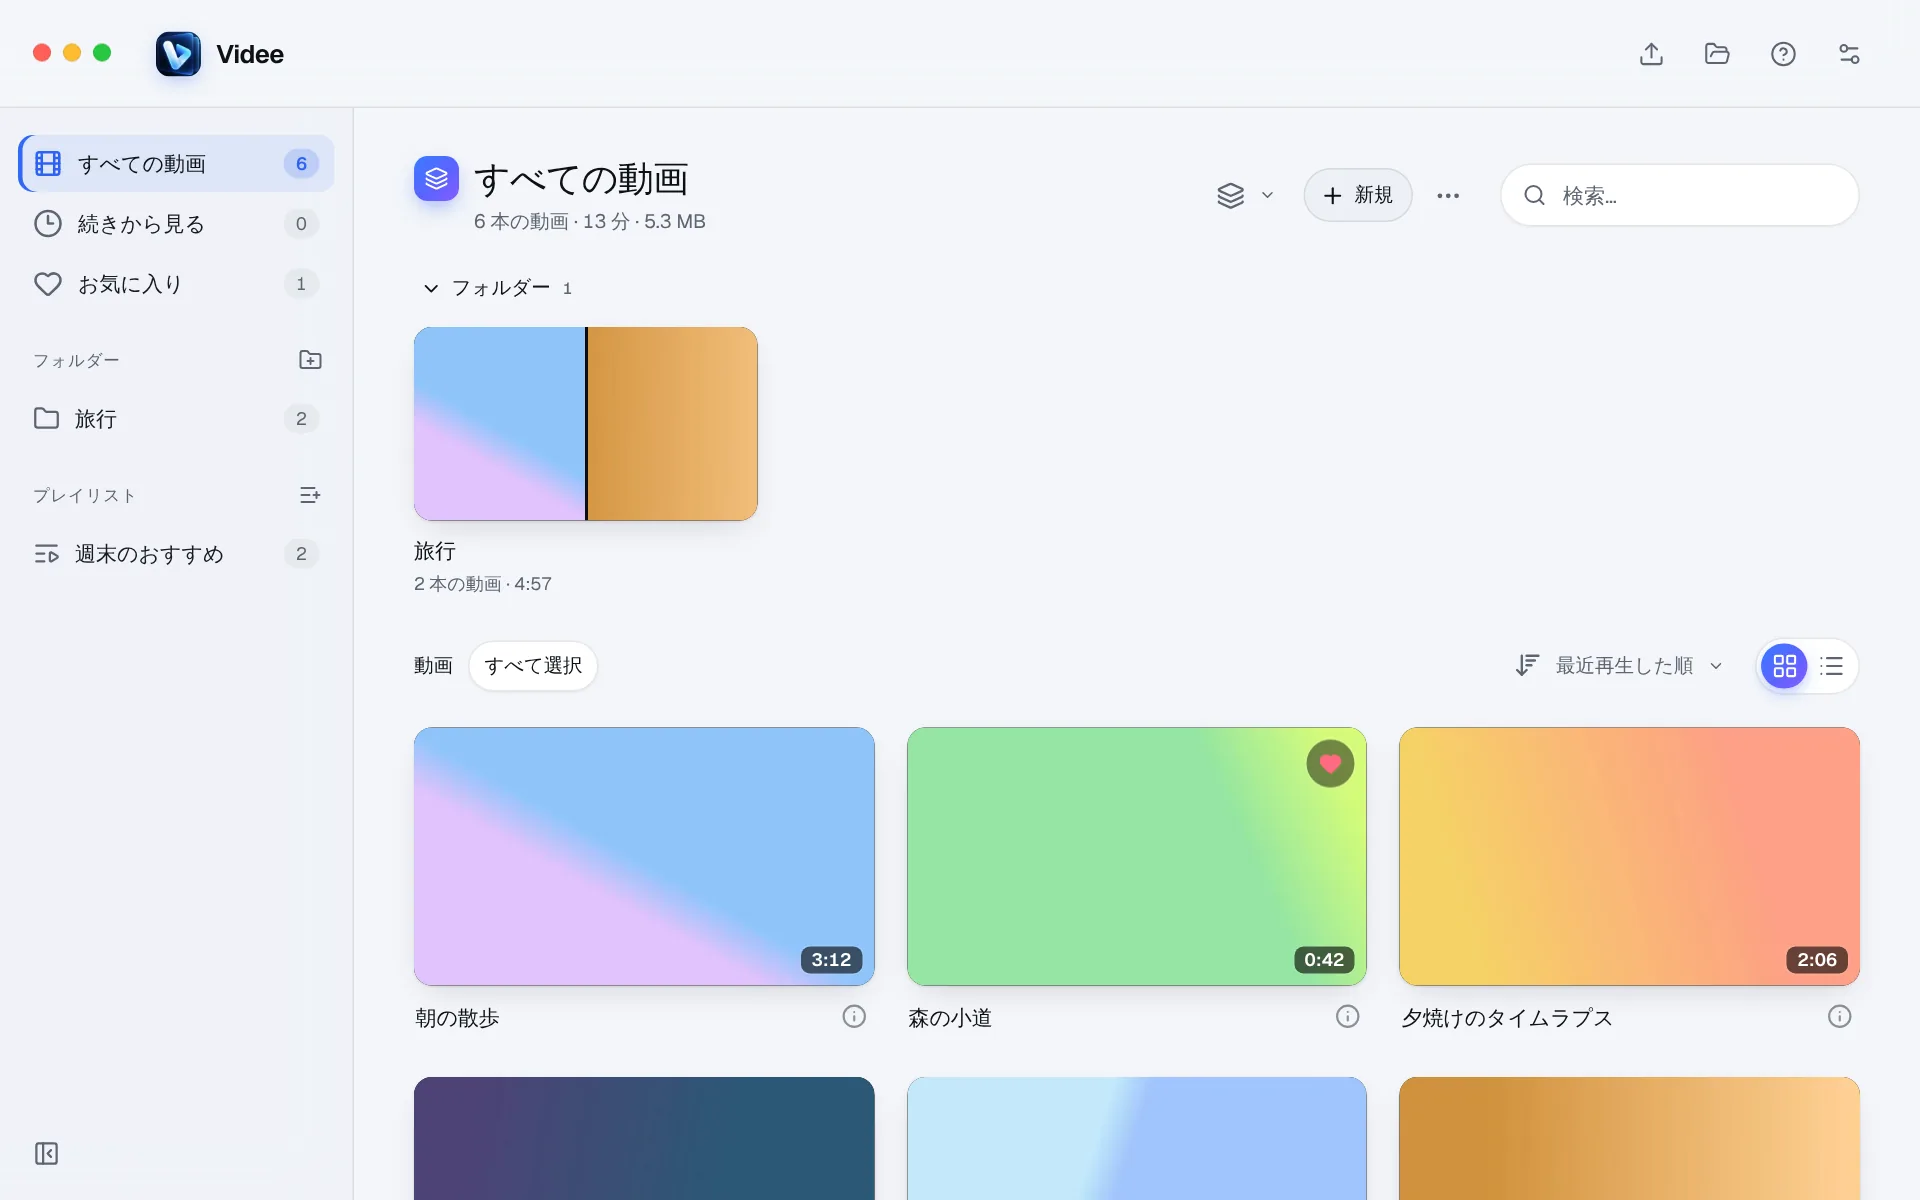 Videe
すべての動画 6
続きから見る 0
お気に入り 1
フォルダー
旅行 2
プレイリスト
週末のおすすめ 2
すべての動画
6 本の動画 · 13 分 · 5.3 MB
新規
検索...
フォルダー 1
旅行
2 本の動画 · 4:57
動画 すべて選択
最近再生した順
3:12
0:42
2:06
朝の散歩
森の小道
夕焼けのタイムラプス